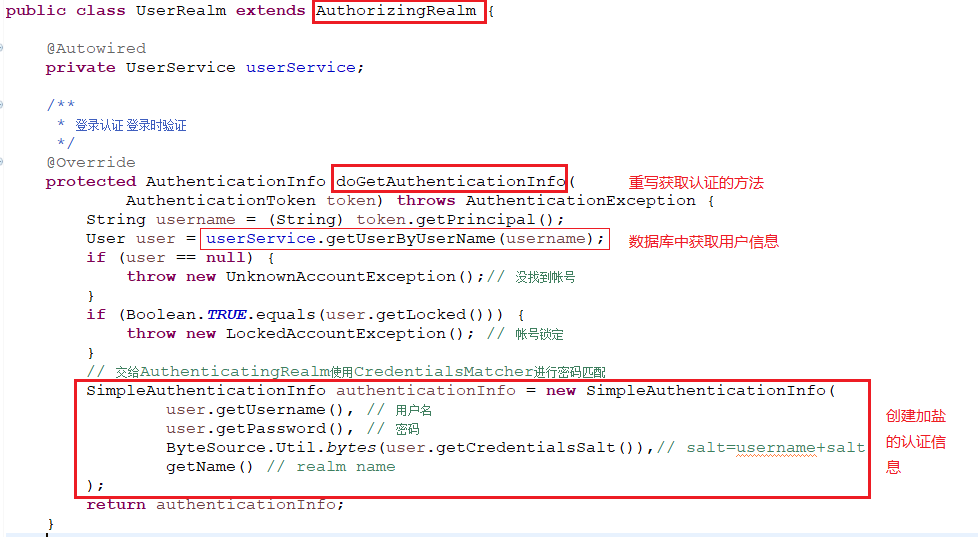 public class UserRealm extends AuthorizingRealm {
@Autowired
private UserService userService;
/**
* 登录认证 登录时验证
*/
@Override
protected AuthenticationInfo doGetAuthenticationInfo( 重写获取认证的方法
AuthenticationToken token) throws AuthenticationException {
String username = (String) token.getPrincipal();
User user = userService.getUserByUserName(username); 数据库中获取用户信息
if (user == null) {
throw new UnknownAccountException();// 没找到帐号
}
if (Boolean.TRUE.equals(user.getLocked())) {
throw new LockedAccountException(); // 帐号锁定
}
// 交给AuthenticatingRealm使用CredentialsMatcher进行密码匹配
SimpleAuthenticationInfo authenticationInfo = new SimpleAuthenticationInfo(
user.getUsername(), // 用户名
user.getPassword(), // 密码
ByteSource.Util.bytes(user.getCredentialsSalt()),// salt=username+salt
getName() // realm name
);
创建加盐
的认证信
息
return authenticationInfo;
}